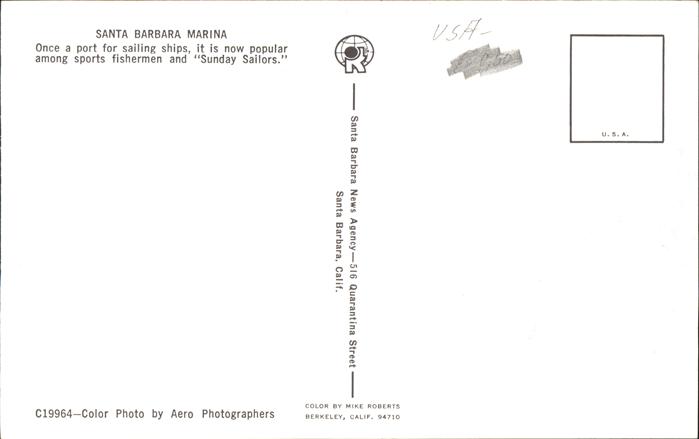 SANTA BARBARA MARINA
Once a port for sailing ships, it is now popular
among sports fishermen and "Sunday Sailors."
C19964—Color Photo by Aero Photographers
R
Santa Barbara News Agency—516 Quarantina Street
Santa Barbara, Calif.
COLOR BY MIKE ROBERTS
BERKELEY, CALIF. 94710
USA-
U.S.A.